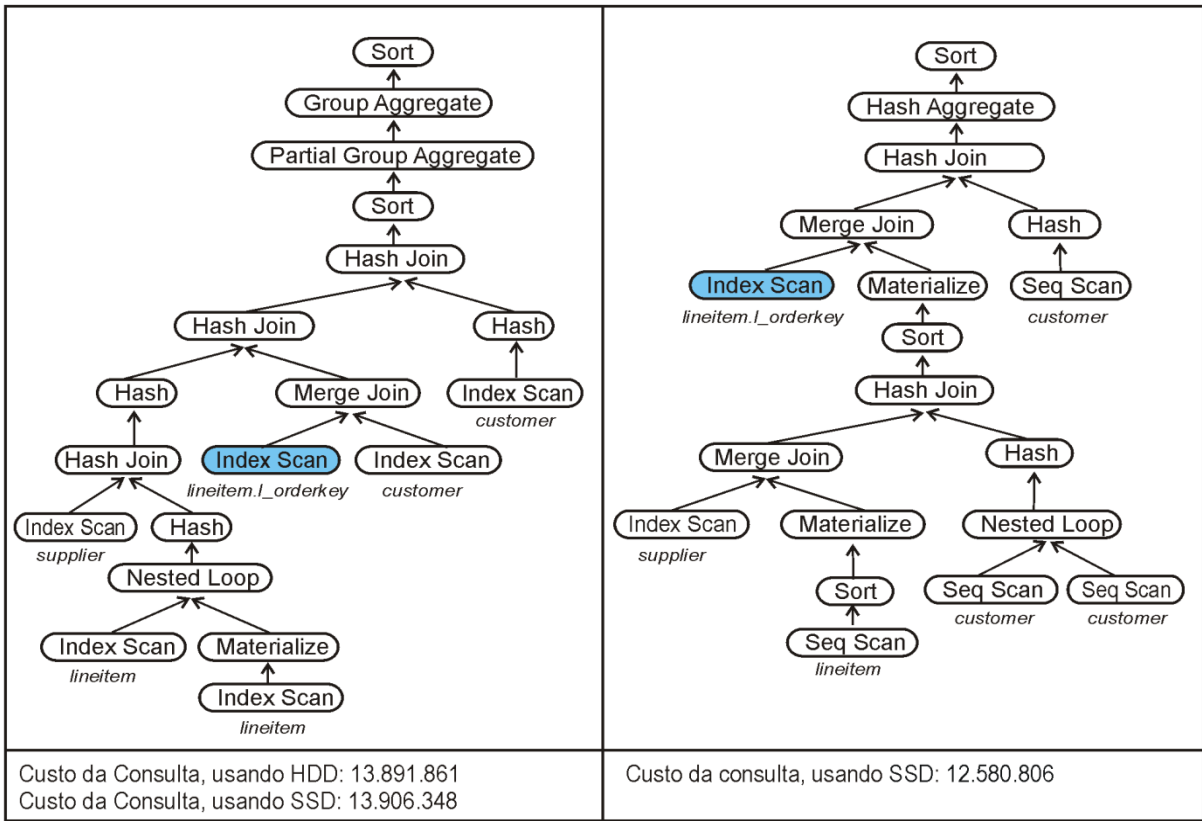 Sort
Group Aggregate
Partial Group Aggregate
Sort
Hash Join
Hash Join
Hash
Hash
Merge Join
Index Scan
customer
Hash Join
Index Scan
Index Scan
lineitem.l_orderkey
customer
Index Scan
Hash
supplier
Nested Loop
Index Scan
Materialize
lineitem
Index Scan
lineitem
Custo da Consulta, usando HDD: 13.891.861
Custo da Consulta, usando SSD: 13.906.348
Sort
Hash Aggregate
Hash Join
Merge Join
Hash
Index Scan
Materialize
Seq Scan
lineitem.l_orderkey
customer
Sort
Hash Join
Merge Join
Hash
Index Scan
Materialize
Nested Loop
supplier
Sort
Seq Scan
Seq Scan
customer
customer
Seq Scan
lineitem
Custo da consulta, usando SSD: 12.580.806